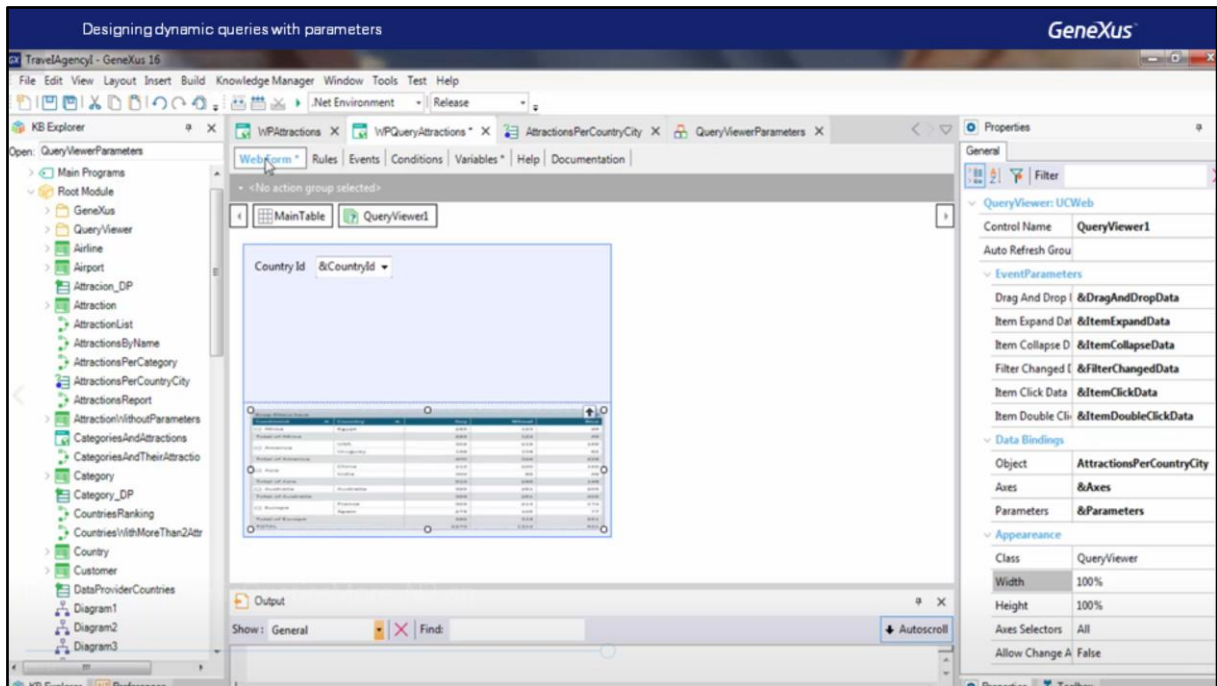 Designing dynamic queries with parameters
GeneXus
TravelAgencyI - GeneXus 16
File Edit View Layout Insert Build Knowledge Manager Window Tools Test Help
.Net Environment Release
KB Explorer
Open: QueryViewerParameters
Main Programs
Root Module
GeneXus
QueryViewer
Airline
Airport
Attracion_DP
Attraction
AttractionList
AttractionsByName
AttractionsPerCategory
AttractionsPerCountryCity
AttractionsReport
AttractionWithoutParameters
CategoriesAndAttractions
CategoriesAndTheirAttractio
Category
Category_DP
CountriesRanking
CountriesWithMoreThan2Attr
Country
Customer
DataProviderCountries
Diagram1
Diagram2
Diagram3
WPAttractions X WPQueryAttractions * X AttractionsPerCountryCity X QueryViewerParameters X
Web Form * Rules Events Conditions Variables * Help Documentation
<No action group selected>
MainTable QueryViewer1
Country Id &CountryId
Output
Show: General Find: Autoscroll
Properties
General
Filter
QueryViewer: UCWeb
Control Name QueryViewer1
Auto Refresh Grou
EventParameters
Drag And Drop &DragAndDropData
Item Expand Dat &ItemExpandData
Item Collapse D &ItemCollapseData
Filter Changed &FilterChangedData
Item Click Data &ItemClickData
Item Double Cli &ItemDoubleClickData
Data Bindings
Object AttractionsPerCountryCity
Axes &Axes
Parameters &Parameters
Appeareance
Class QueryViewer
Width 100%
Height 100%
Axes Selectors All
Allow Change A False